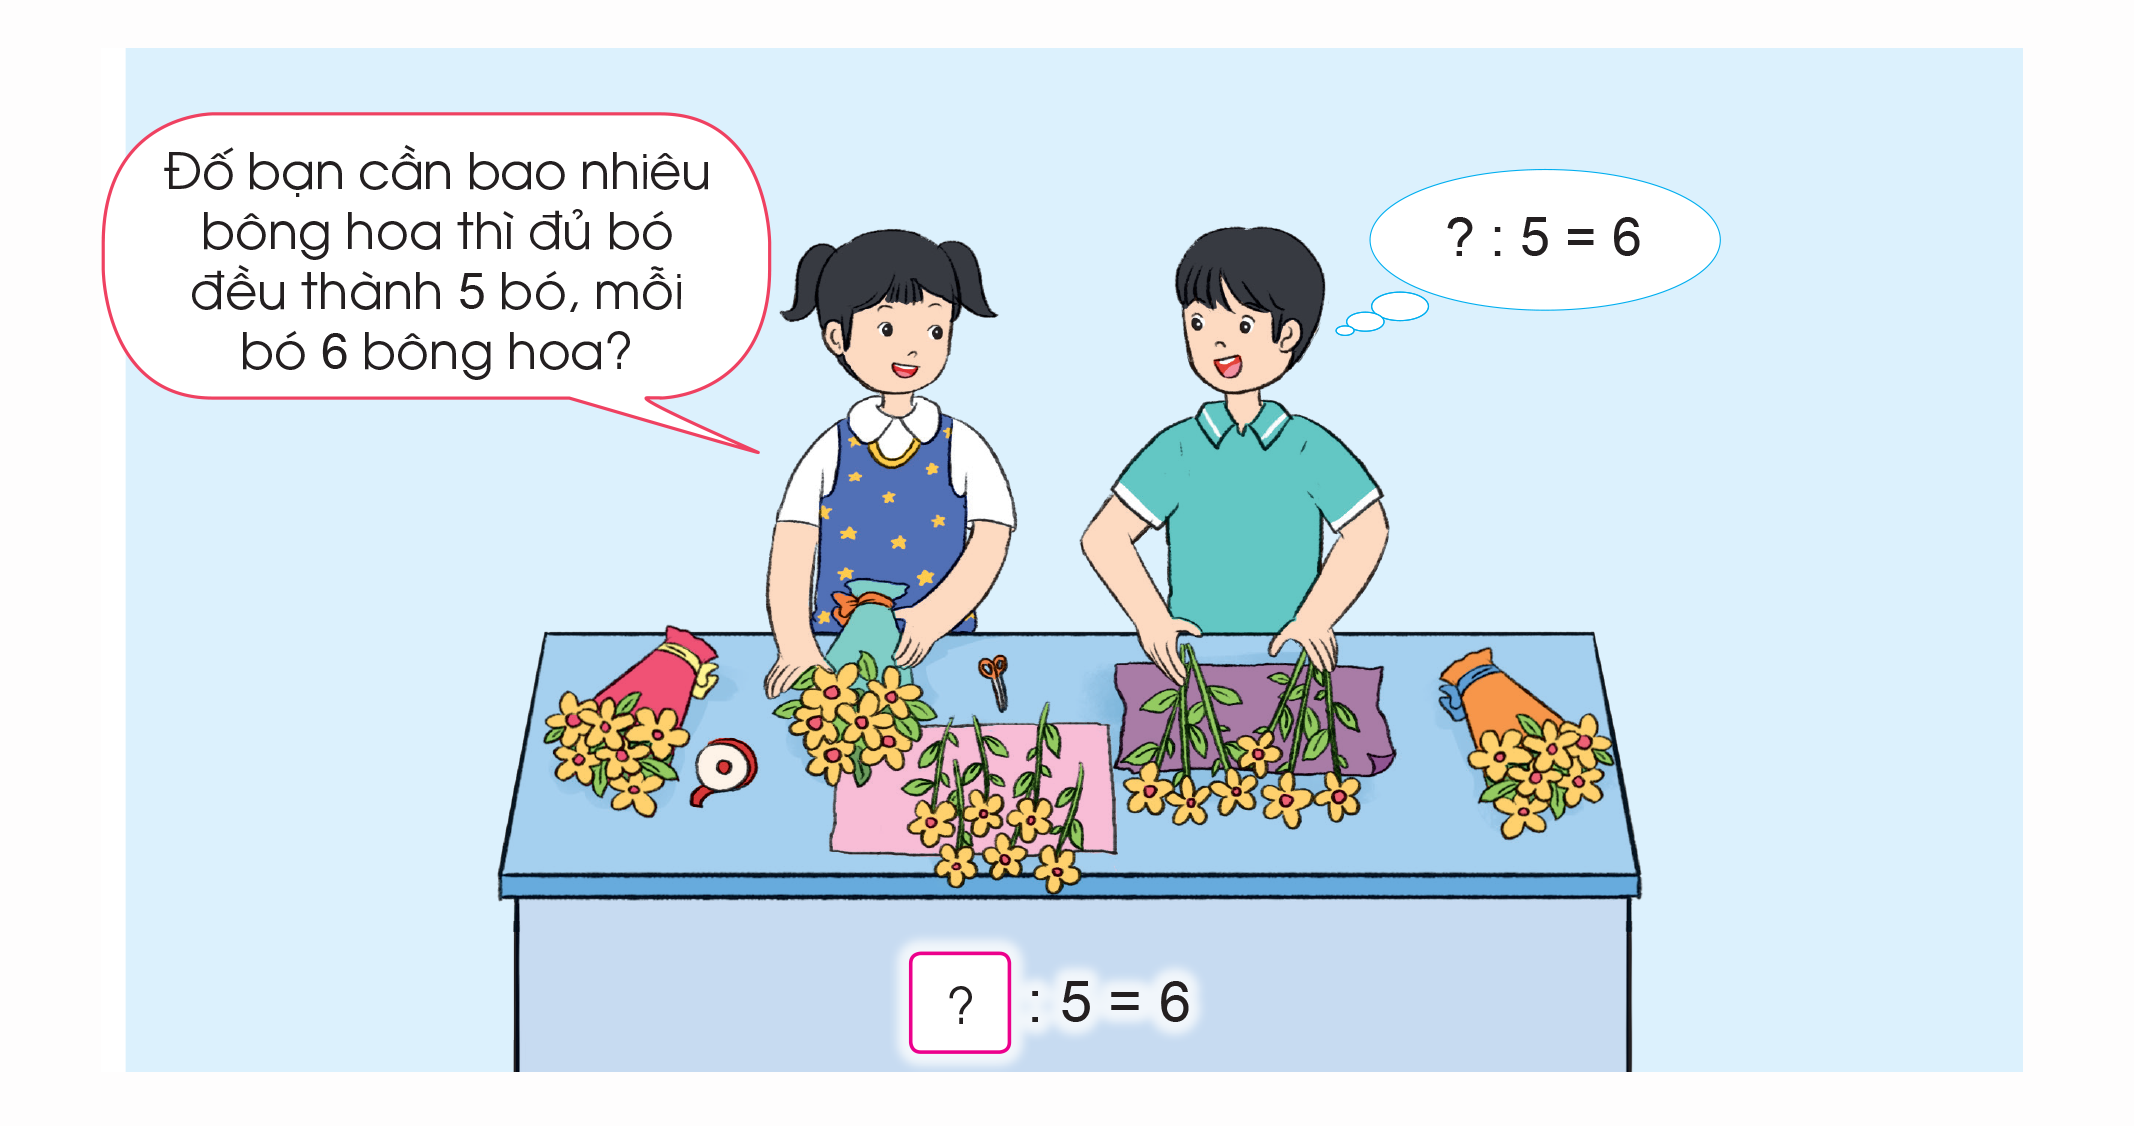 Đố bạn cần bao nhiêu
bông hoa thì đủ bó
đều thành 5 bó, mỗi
bó 6 bông hoa?
? : 5 = 6
? : 5 = 6